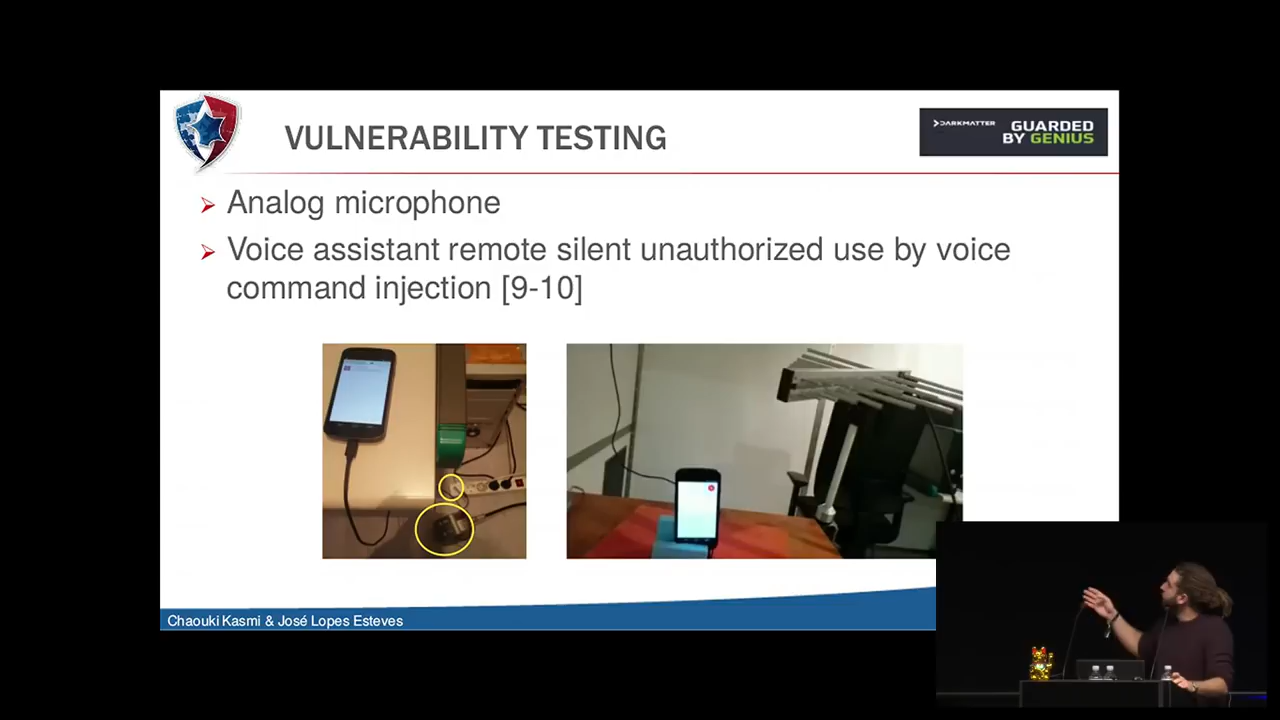 VULNERABILITY TESTING
DARKMATTER
GUARDED
BY GENIUS
Analog microphone
Voice assistant remote silent unauthorized use by voice
command injection [9-10]
Chaouki Kasmi & José Lopes Esteves